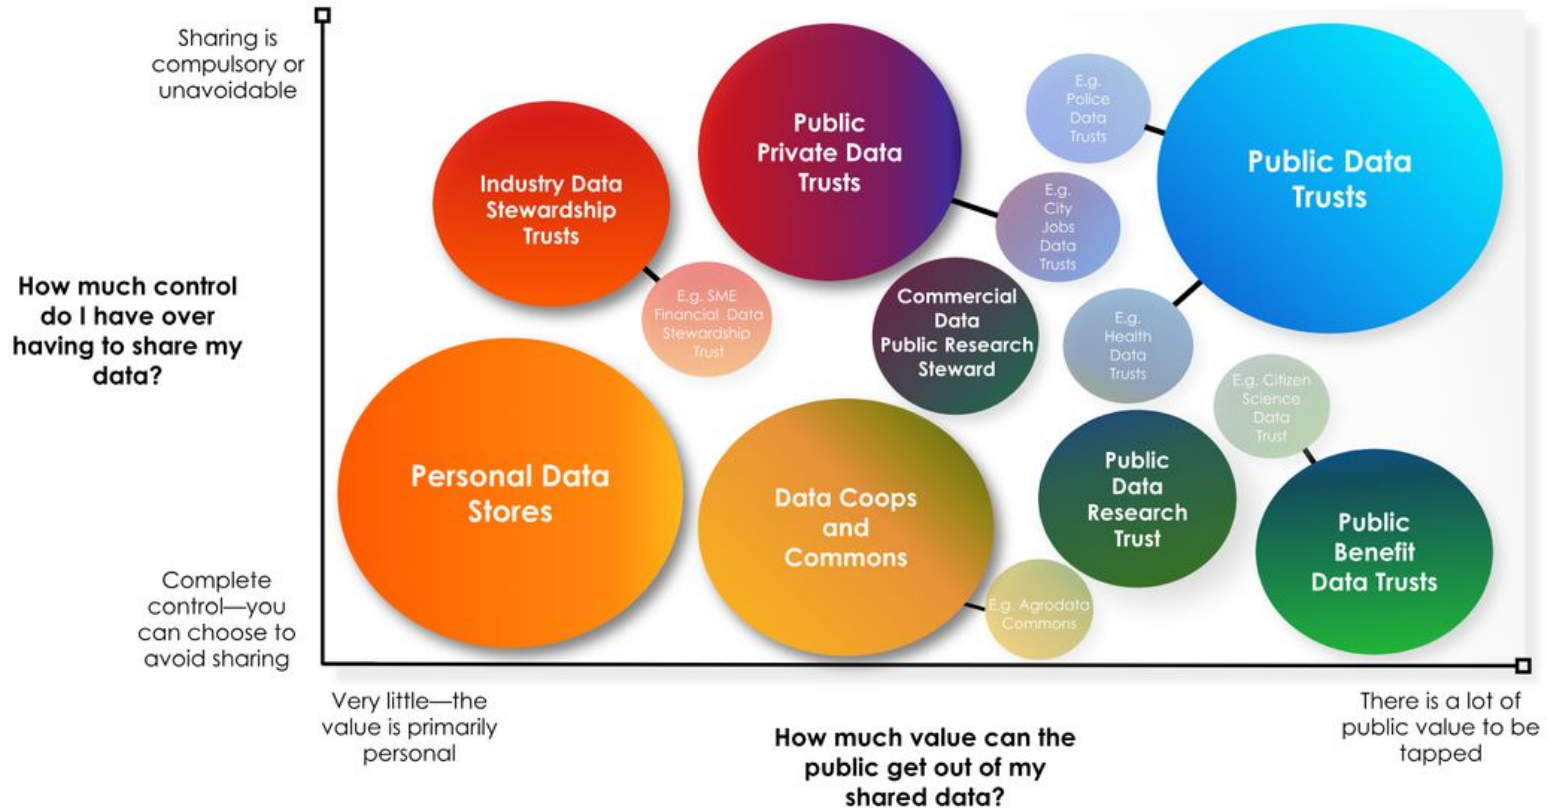 Sharing is
compulsory or
unavoidable
How much control
do I have over
having to share my
data?
Complete
control—you
can choose to
avoid sharing
Industry Data
Stewardship
Trusts
E.g. SME
Financial Data
Stewardship
Trust
Public
Private Data
Trusts
E.g.
City
Jobs
Data
Trusts
E.g.
Police
Data
Trusts
Public Data
Trusts
E.g.
Health
Data
Trusts
Commercial
Data
Public Research
Steward
Personal Data
Stores
Data Coops
and
Commons
E.g. Agrodata
Commons
Public
Data
Research
Trust
E.g. Citizen
Science
Data
Trust
Public
Benefit
Data Trusts
Very little—the
value is primarily
personal
How much value can the
public get out of my
shared data?
There is a lot of
public value to be
tapped